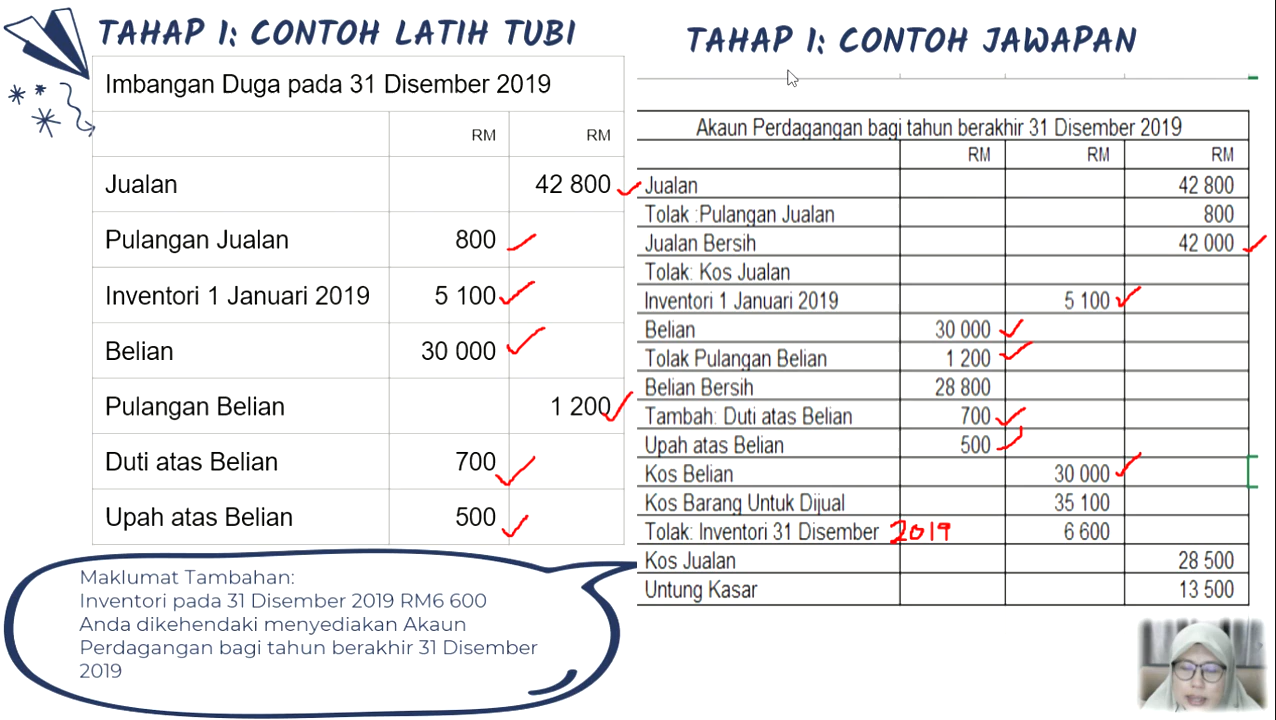 TAHAP 1: CONTOH LATIH TUBI
Imbangan Duga pada 31 Disember 2019
RM RM
Jualan 42 800
Pulangan Jualan 800
Inventori 1 Januari 2019 5 100
Belian 30 000
Pulangan Belian 1 200
Duti atas Belian 700
Upah atas Belian 500
Maklumat Tambahan:
Inventori pada 31 Disember 2019 RM6 600
Anda dikehendaki menyediakan Akaun
Perdagangan bagi tahun berakhir 31 Disember
2019
TAHAP 1: CONTOH JAWAPAN
Akaun Perdagangan bagi tahun berakhir 31 Disember 2019
RM RM RM
Jualan 42 800
Tolak :Pulangan Jualan 800
Jualan Bersih 42 000
Tolak: Kos Jualan
Inventori 1 Januari 2019 5 100
Belian 30 000
Tolak Pulangan Belian 1 200
Belian Bersih 28 800
Tambah: Duti atas Belian 700
Upah atas Belian 500
Kos Belian 30 000
Kos Barang Untuk Dijual 35 100
Tolak: Inventori 31 Disember 2019 6 600
Kos Jualan 28 500
Untung Kasar 13 500